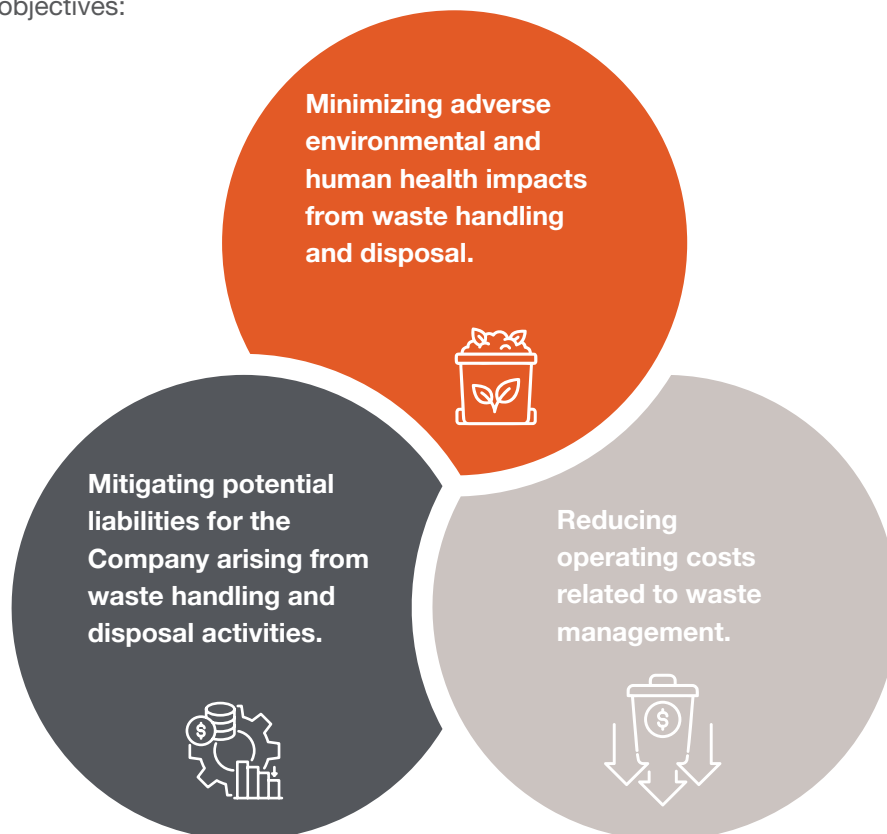 objectives:
Minimizing adverse
environmental and
human health impacts
from waste handling
and disposal.
Mitigating potential
liabilities for the
Company arising from
waste handling and
disposal activities.
Reducing
operating costs
related to waste
management.
$
$